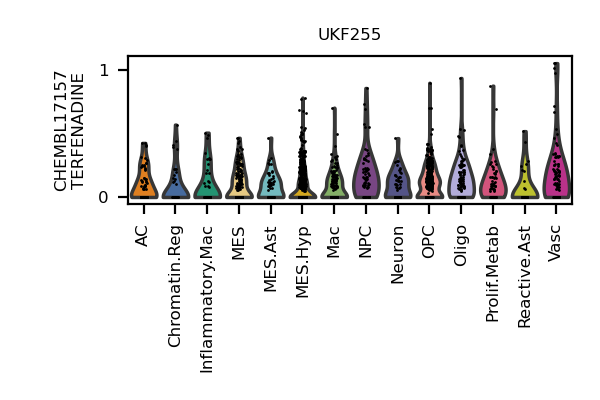 UKF255
CHEMBL17157
TERFENADINE
1
0
AC
Chromatin.Reg
Inflammatory.Mac
MES
MES.Ast
MES.Hyp
Mac
NPC
Neuron
OPC
Oligo
Prolif.Metab
Reactive.Ast
Vasc